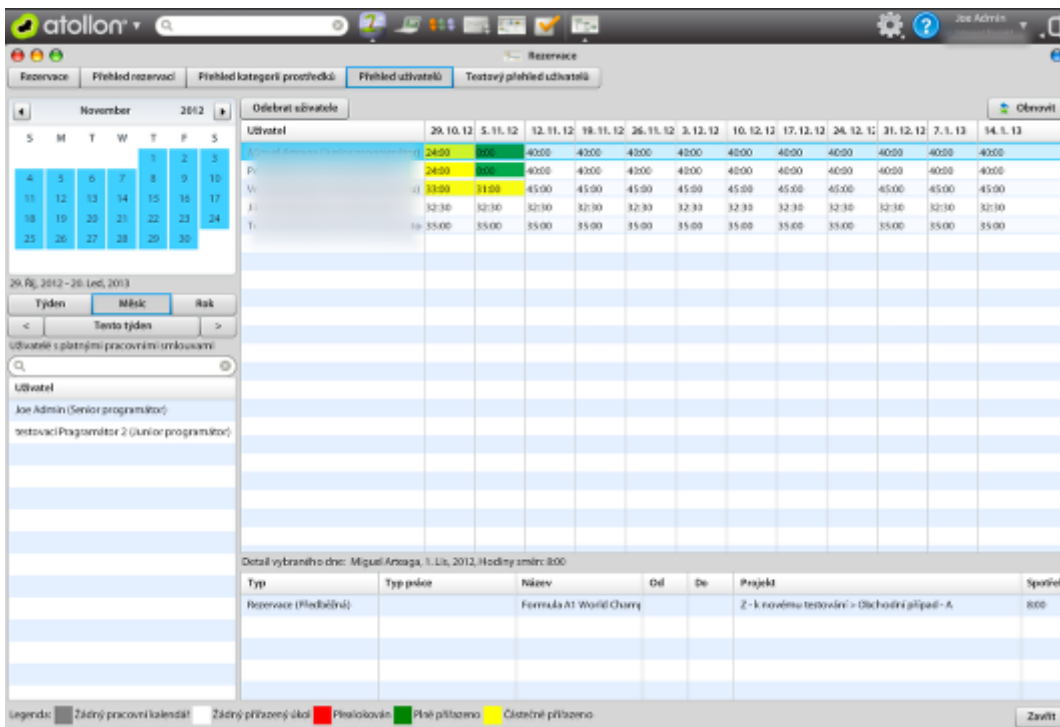 atollon
Joe Admin
Rezervace
Rezervace Přehled rezervací Přehled kategorií prostředků Přehled uživatelů Testový přehled uživatelů
November 2012
Odebrat uživatele
Obnovit
S M T W T F S
1 2 3
4 5 6 7 8 9 10
11 12 13 14 15 16 17
18 19 20 21 22 23 24
25 26 27 28 29 30
Uživatel 29. 10. 12 5. 11. 12 12. 11. 12 19. 11. 12 26. 11. 12 3. 12. 12 10. 12. 12 17. 12. 12 24. 12. 12 31. 12. 12 7. 1. 13 14. 1. 13
24:00 0:00 40:00 40:00 40:00 40:00 40:00 40:00 40:00 40:00 40:00 40:00
24:00 0:00 40:00 40:00 40:00 40:00 40:00 40:00 40:00 40:00 40:00 40:00
33:00 31:00 45:00 45:00 45:00 45:00 45:00 45:00 45:00 45:00 45:00 45:00
32:30 32:30 32:30 32:30 32:30 32:30 32:30 32:30 32:30 32:30 32:30 32:30
35:00 35:00 35:00 35:00 35:00 35:00 35:00 35:00 35:00 35:00 35:00 35:00
29. Říj, 2012 - 20. Led, 2013
Týden Měsíc Rok
< Tento týden >
Uživatelé s platnými pracovními smlouvami
Uživatel
Joe Admin (Senior programátor)
testovací Programátor 2 (Junior programátor)
Detail vybraného dne: Miguel Arteaga, 1. Lis, 2012, Hodiny směn: 8:00
Typ Typ práce Název Od Do Projekt Spotře
Rezervace (Předběžná) Formula A1 World Champ Z - k novému testování > Obchodní případ - A 8:00
Legenda: Žádný pracovní kalendář Žádný přiřazený úkol Přealokován Plně přiřazeno Částečně přiřazeno
Zavřít